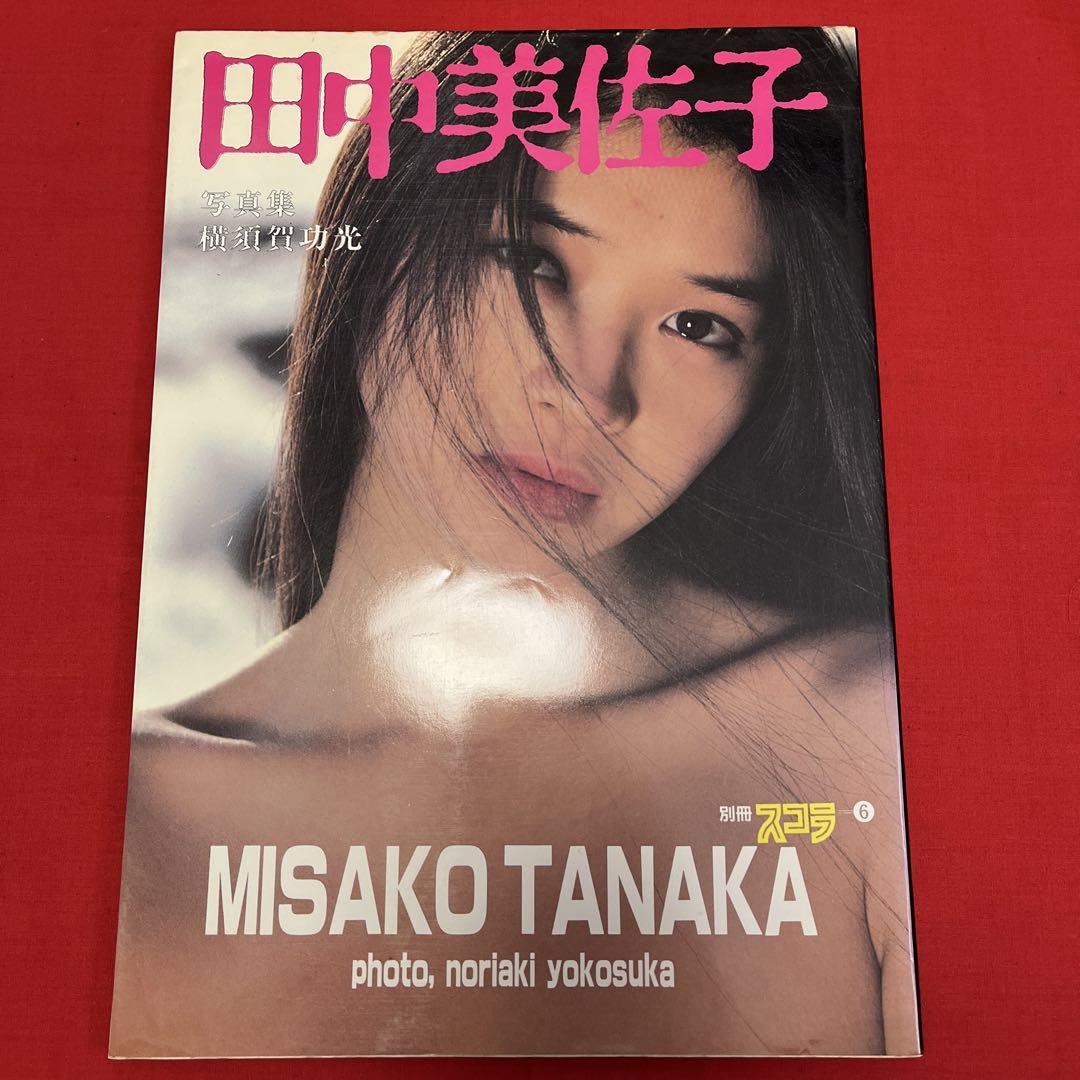 田中美佐子
写真集
横須賀功光
別冊 スコラ 6
MISAKO TANAKA
photo, noriaki yokosuka